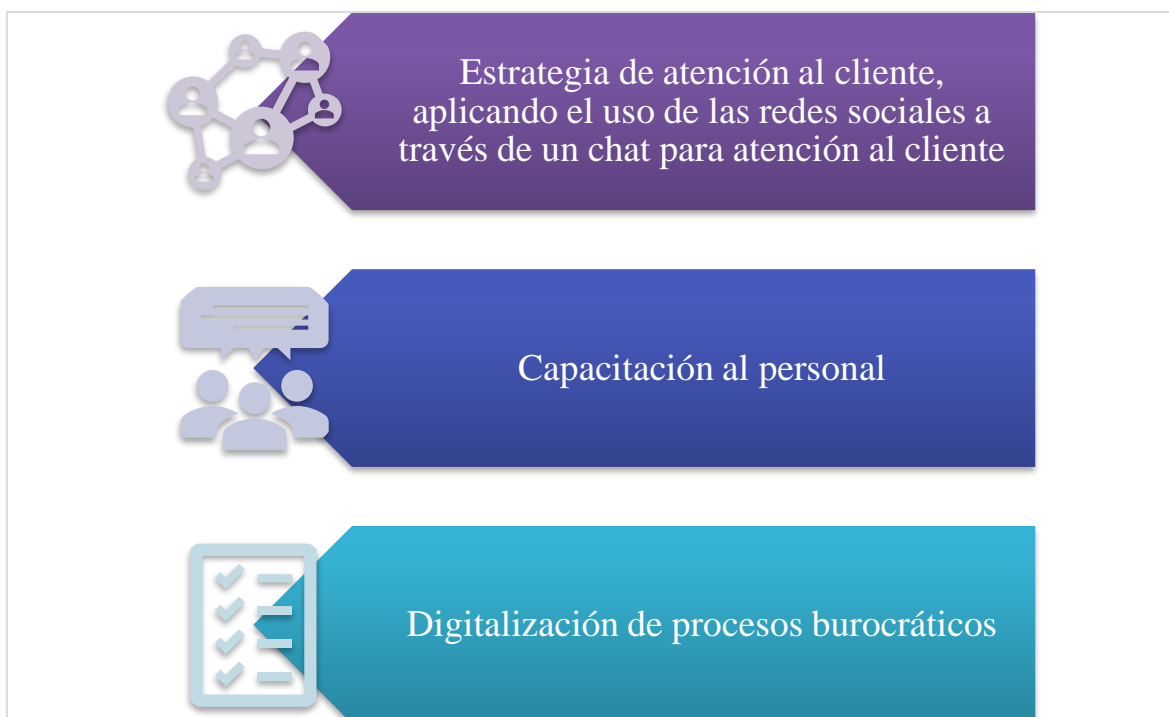 Estrategia de atención al cliente,
aplicando el uso de las redes sociales a
través de un chat para atención al cliente
Capacitación al personal
Digitalización de procesos burocráticos